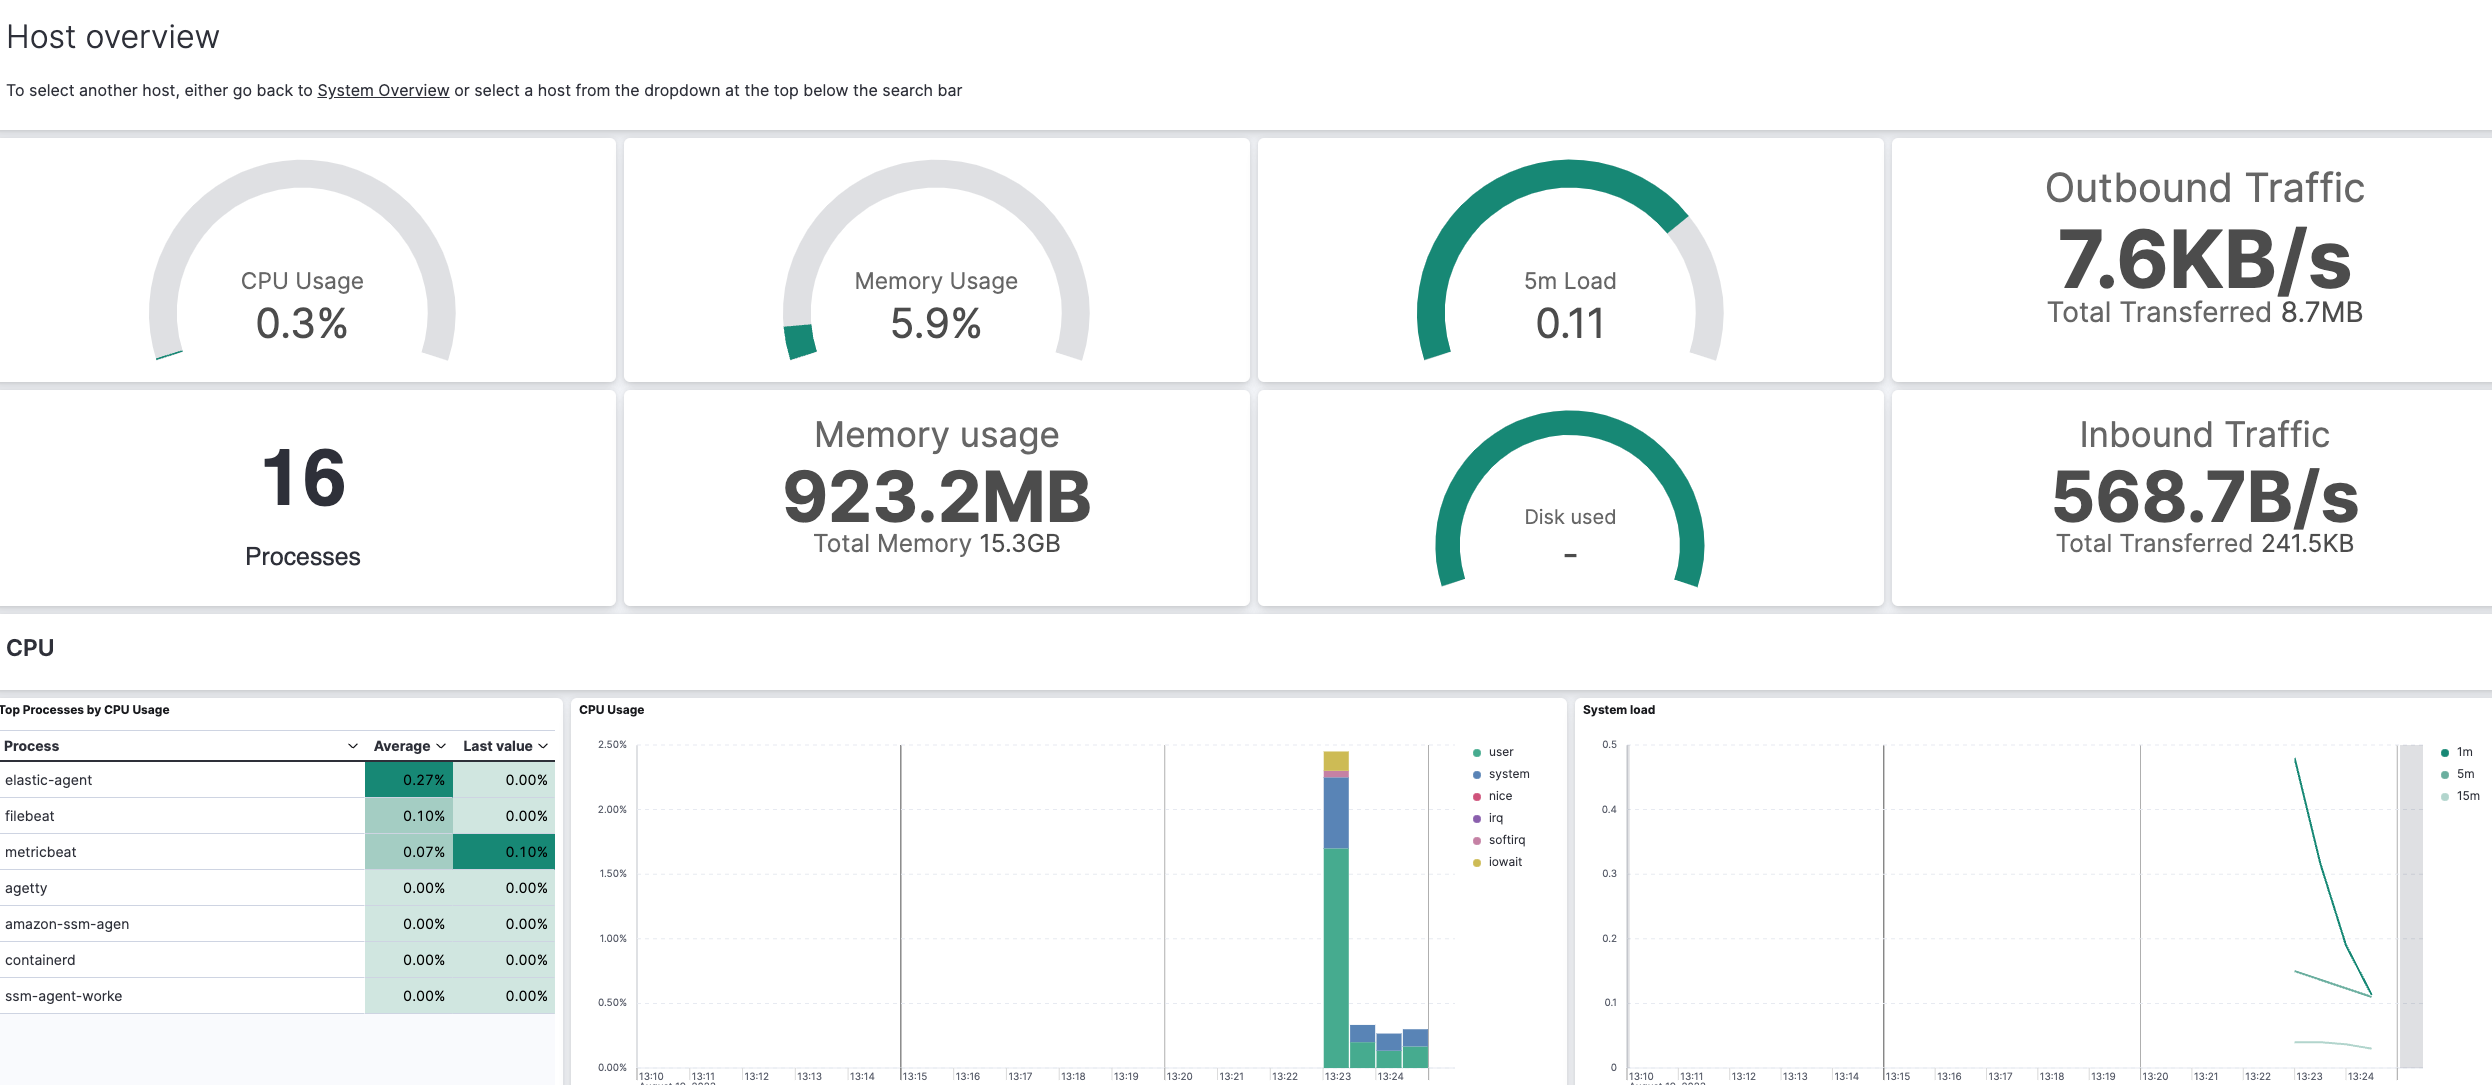 Host overview
To select another host, either go back to System Overview or select a host from the dropdown at the top below the search bar
CPU Usage
0.3%
Memory Usage
5.9%
5m Load
0.11
Outbound Traffic
7.6KB/s
Total Transferred 8.7MB
16
Processes
Memory usage
923.2MB
Total Memory 15.3GB
Disk used
-
Inbound Traffic
568.7B/s
Total Transferred 241.5KB
CPU
Top Processes by CPU Usage
Process Average Last value
elastic-agent 0.27% 0.00%
filebeat 0.10% 0.00%
metricbeat 0.07% 0.10%
agetty 0.00% 0.00%
amazon-ssm-agen 0.00% 0.00%
containerd 0.00% 0.00%
ssm-agent-worke 0.00% 0.00%
CPU Usage
2.50%
2.00%
1.50%
1.00%
0.50%
0.00%
13:10 13:11 13:12 13:13 13:14 13:15 13:16 13:17 13:18 13:19 13:20 13:21 13:22 13:23 13:24
user
system
nice
irq
softirq
iowait
System load
0.5
0.4
0.3
0.2
0.1
0
13:10 13:11 13:12 13:13 13:14 13:15 13:16 13:17 13:18 13:19 13:20 13:21 13:22 13:23 13:24
1m
5m
15m